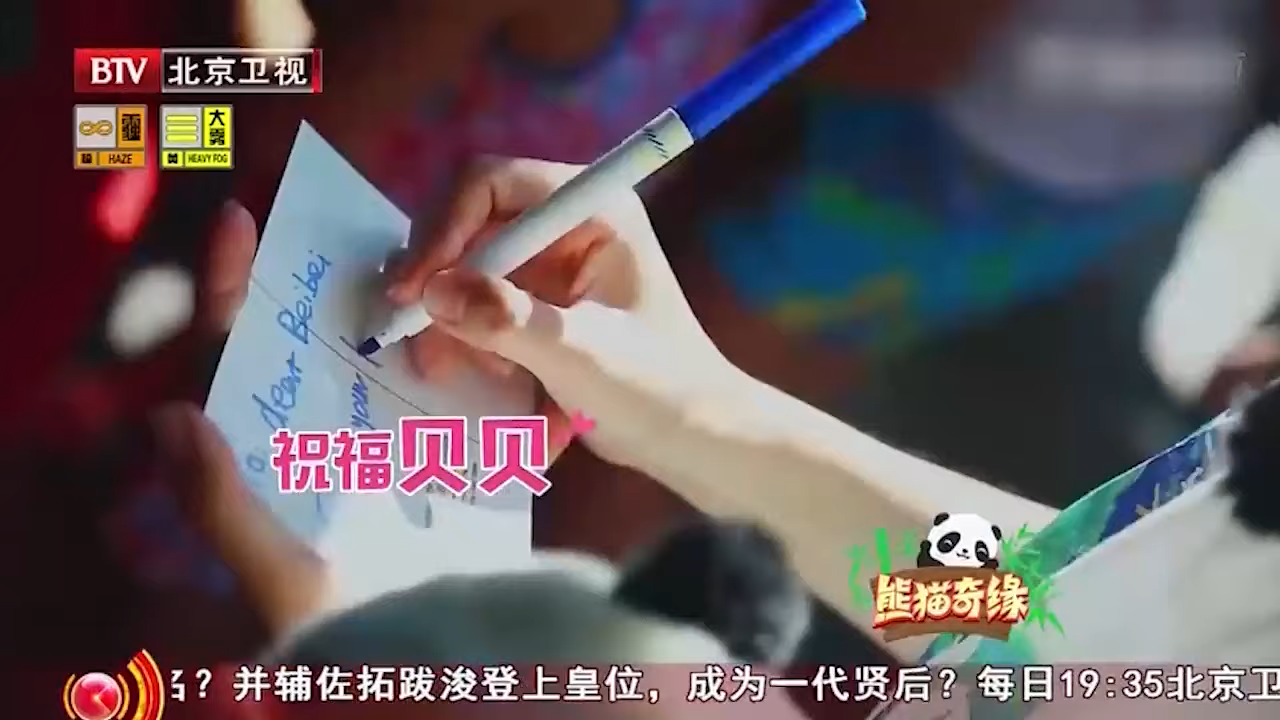 BTV 北京卫视
霾 大雾
HAZE 黄 HEAVY FOG
dear Beibei
your
祝福贝贝
熊猫奇缘
？并辅佐拓跋浚登上皇位，成为一代贤后？每日19:35北京卫